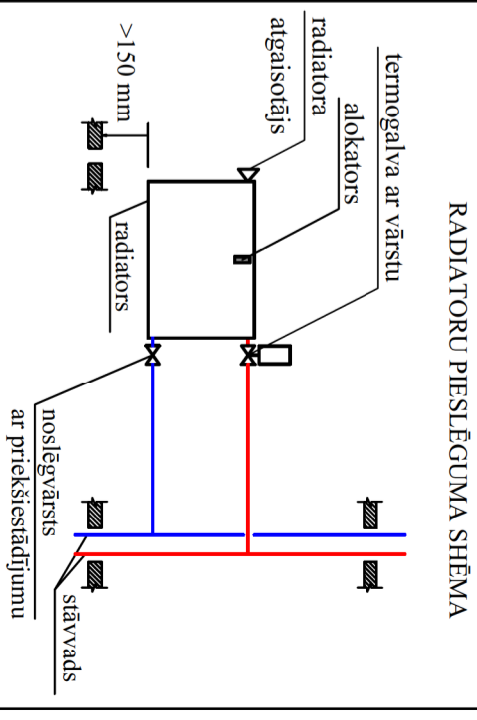 RADIATORU PIESLĒGUMA SHĒMA
termogalva ar vārstu
alokators
radiatora
atgaisotājs
>150 mm
radiators
noslēgvārsts
ar priekšiestādījumu
stāvvads